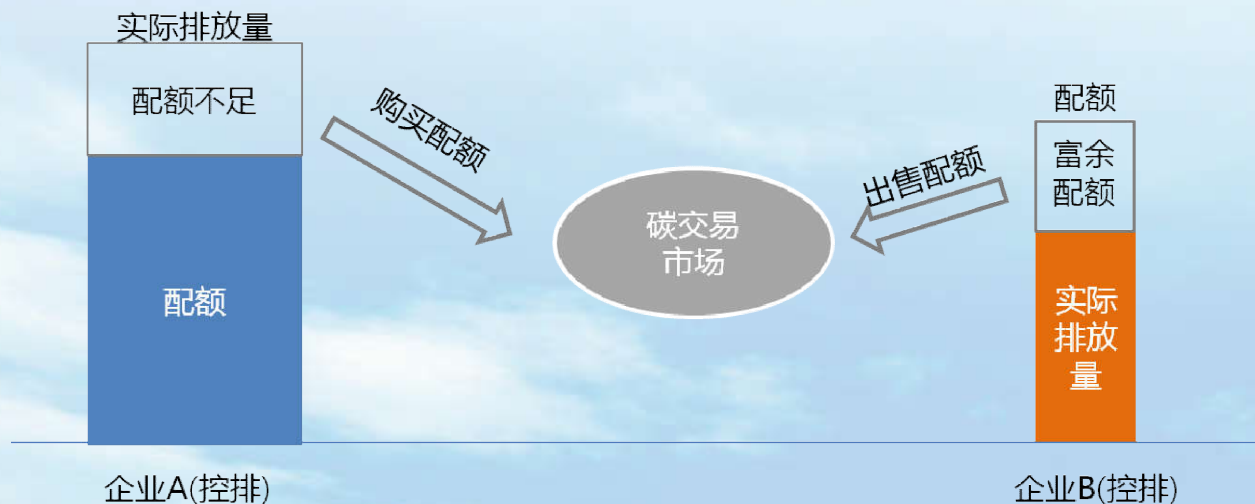 实际排放量
配额不足
配额
企业A(控排)
购买配额
碳交易
市场
出售配额
配额
富余
配额
实际
排放
量
企业B(控排)